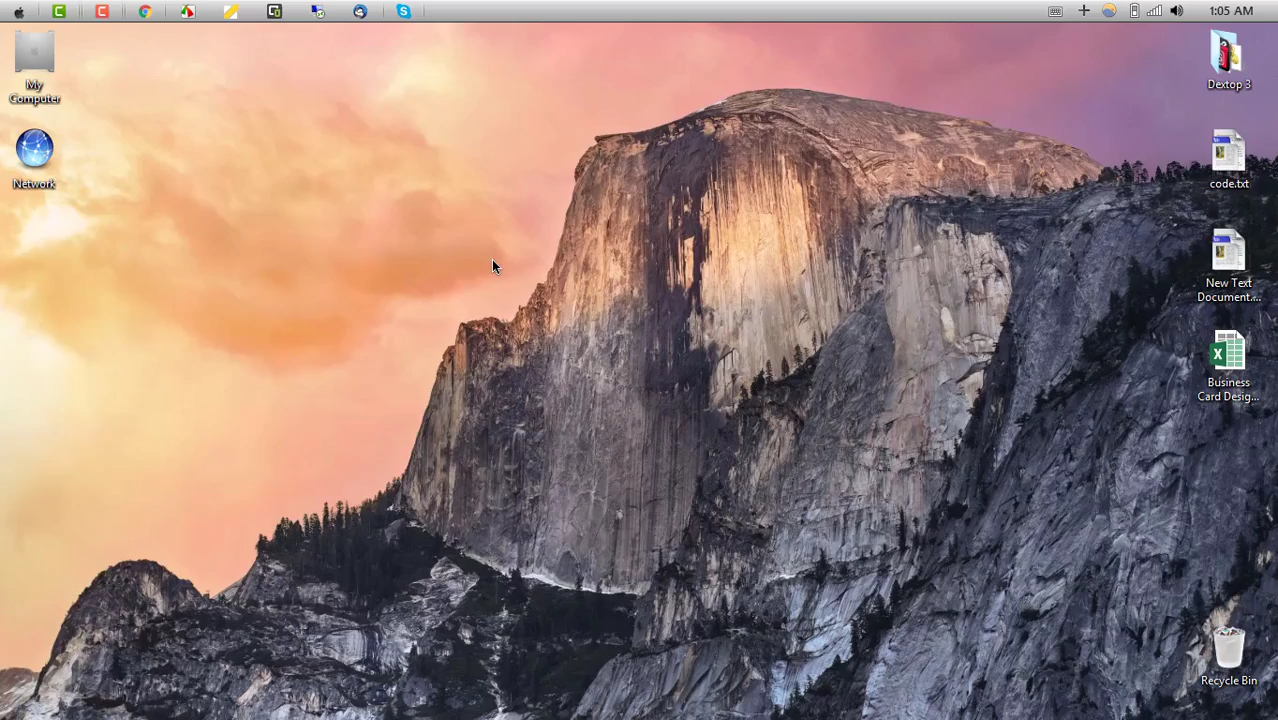 1:05 AM
My
Computer
Network
Dextop 3
code.txt
New Text
Document....
Business
Card Desig...
Recycle Bin